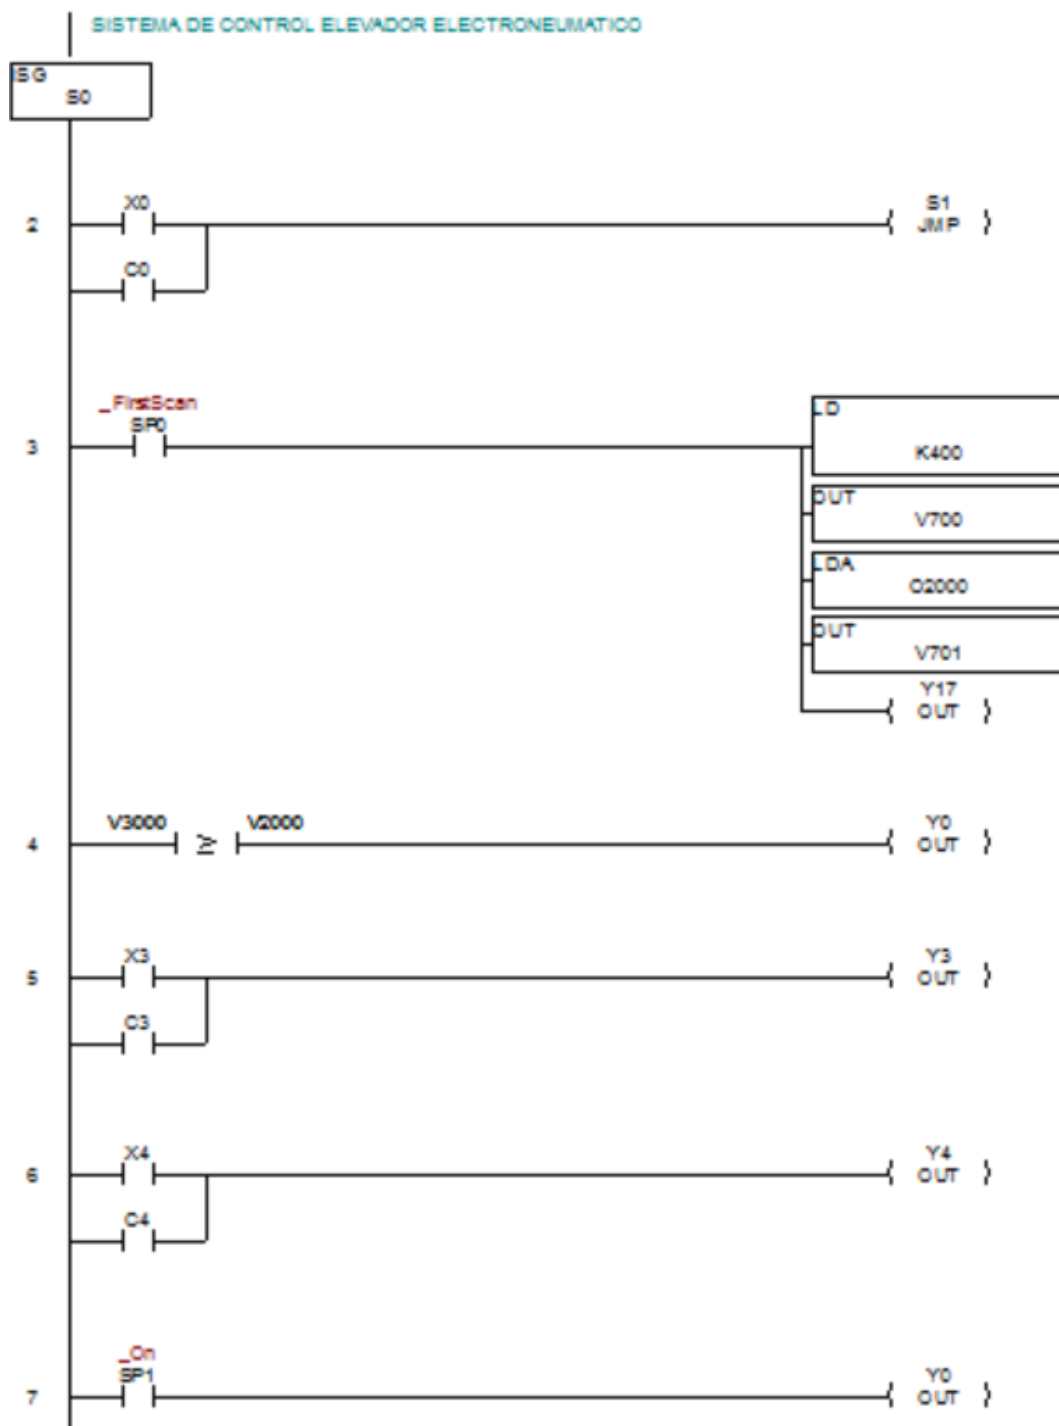 SISTEMA DE CONTROL ELEVADOR ELECTRONEUMATICO
ISG
S0
2
X0
S1
JMP
C0
_FirstScan
3
SP0
LD
K400
OUT
V700
LDA
O2000
OUT
V701
Y17
OUT
4
V3000
≥
V2000
Y0
OUT
5
X3
Y3
OUT
C3
6
X4
Y4
OUT
C4
_On
7
SP1
Y0
OUT